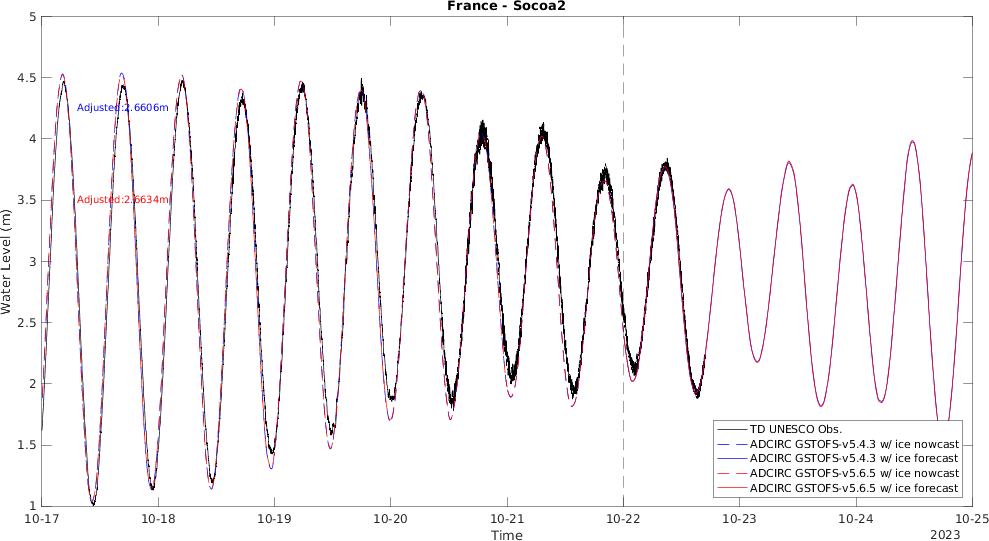 France - Socoa2
5
4.5
4
3.5
3
2.5
2
1.5
1
Water Level (m)
Adjusted:2.6606m
Adjusted:2.6634m
TD UNESCO Obs.
ADCIRC GSTOFS-v5.4.3 w/ ice nowcast
ADCIRC GSTOFS-v5.4.3 w/ ice forecast
ADCIRC GSTOFS-v5.6.5 w/ ice nowcast
ADCIRC GSTOFS-v5.6.5 w/ ice forecast
10-17 10-18 10-19 10-20 10-21 10-22 10-23 10-24 10-25
Time
2023